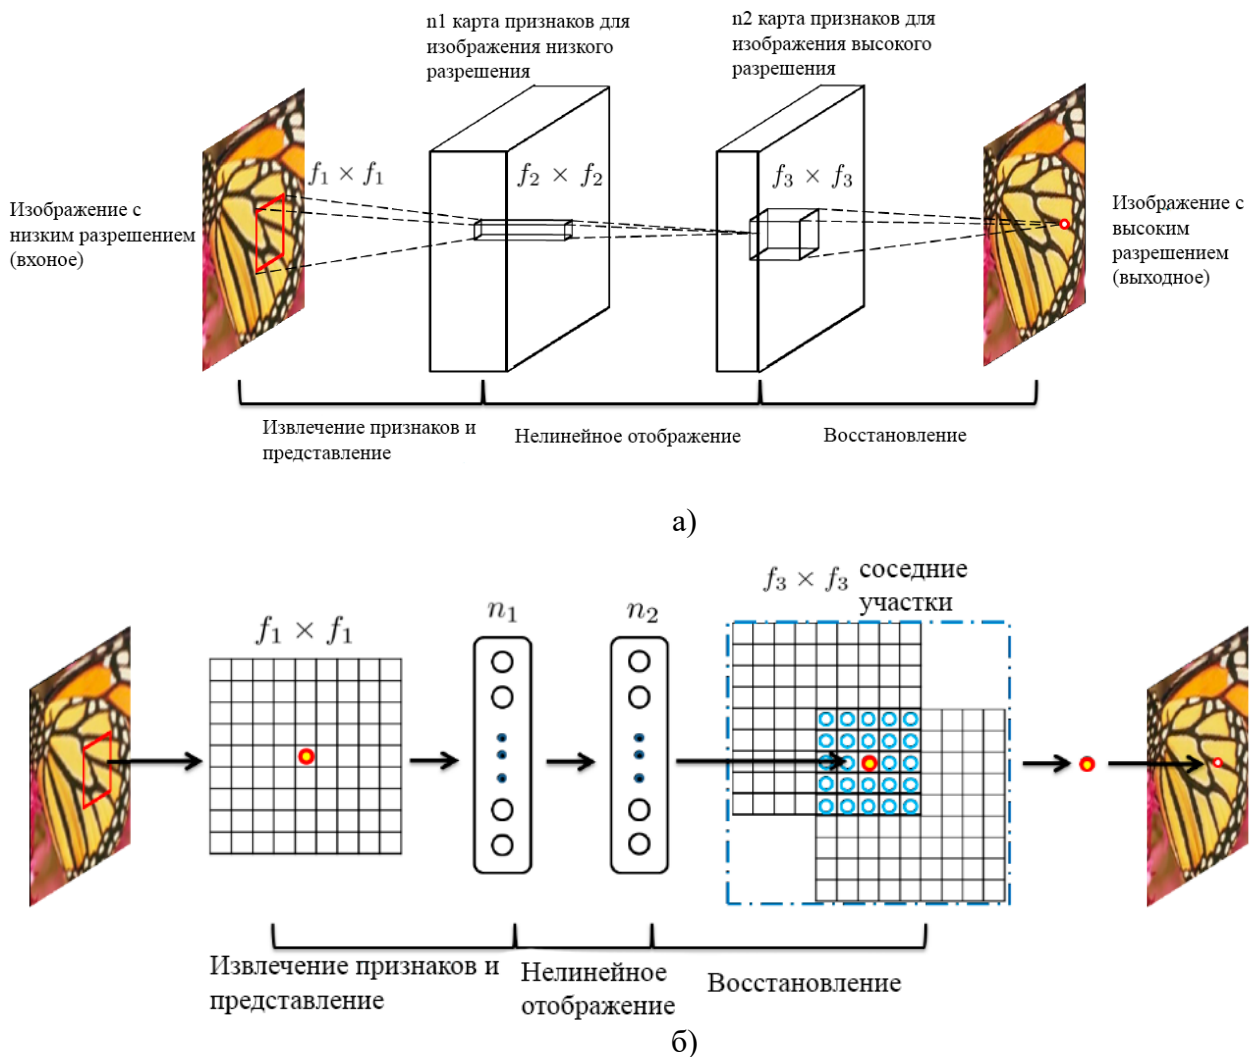 n1 карта признаков для
изображения низкого
разрешения
n2 карта признаков для
изображения высокого
разрешения
f₁ × f₁
f₂ × f₂
f₃ × f₃
Изображение с
низким разрешением
(вхоное)
Изображение с
высоким
разрешением
(выходное)
Извлечение признаков и
представление
Нелинейное отображение
Восстановление
а)
f₁ × f₁
n₁
n₂
f₃ × f₃ соседние
участки
Извлечение признаков и
представление
Нелинейное
отображение
Восстановление
б)